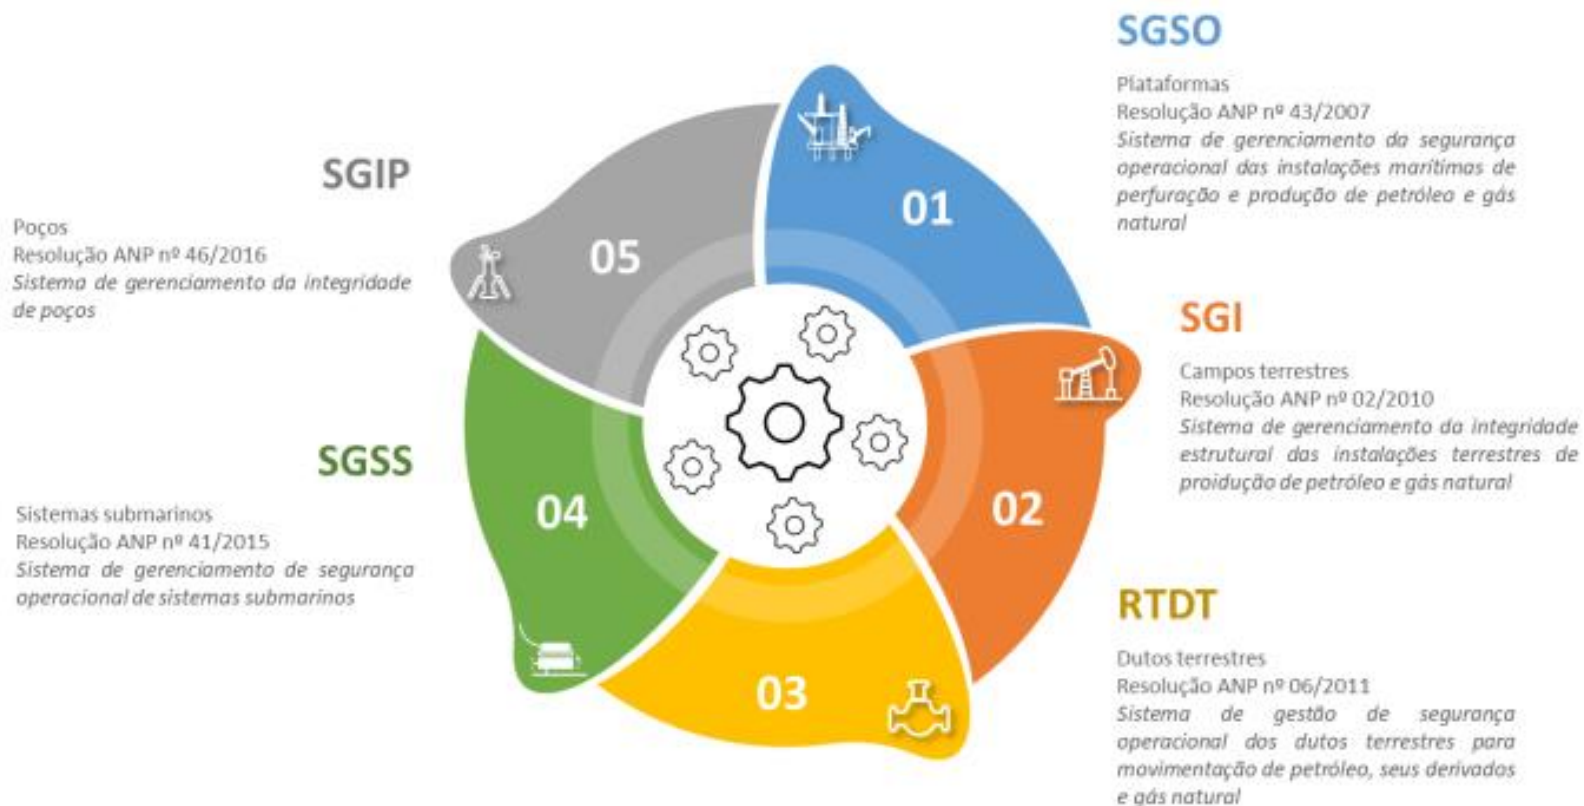 SGSO
Plataformas
Resolução ANP nº 43/2007
Sistema de gerenciamento da segurança
operacional das instalações marítimas de
perfuração e produção de petróleo e gás
natural
01
SGI
Campos terrestres
Resolução ANP nº 02/2010
Sistema de gerenciamento da integridade
estrutural das instalações terrestres de
proidução de petróleo e gás natural
02
RTDT
Dutos terrestres
Resolução ANP nº 06/2011
Sistema de gestão de segurança
operacional dos dutos terrestres para
movimentação de petróleo, seus derivados
e gás natural
03
SGSS
Sistemas submarinos
Resolução ANP nº 41/2015
Sistema de gerenciamento de segurança
operacional de sistemas submarinos
04
SGIP
Poços
Resolução ANP nº 46/2016
Sistema de gerenciamento da integridade
de poços
05